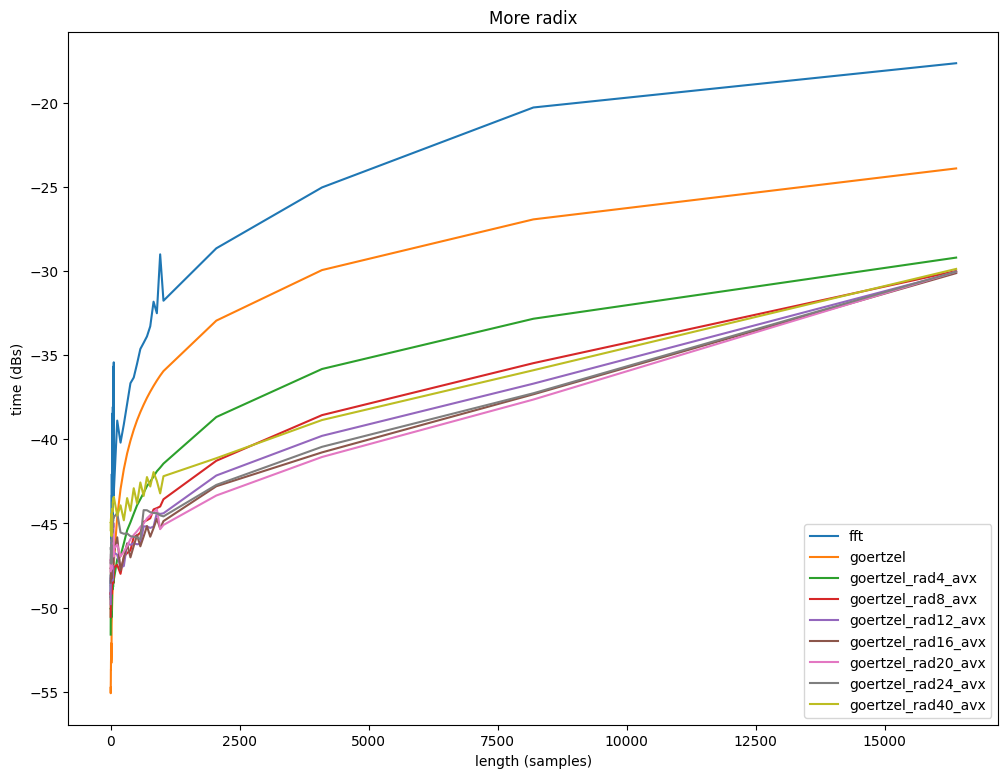 More radix
−20
−25
−30
−35
−40
−45
−50
−55
time (dBs)
0
2500
5000
7500
10000
12500
15000
length (samples)
fft
goertzel
goertzel_rad4_avx
goertzel_rad8_avx
goertzel_rad12_avx
goertzel_rad16_avx
goertzel_rad20_avx
goertzel_rad24_avx
goertzel_rad40_avx